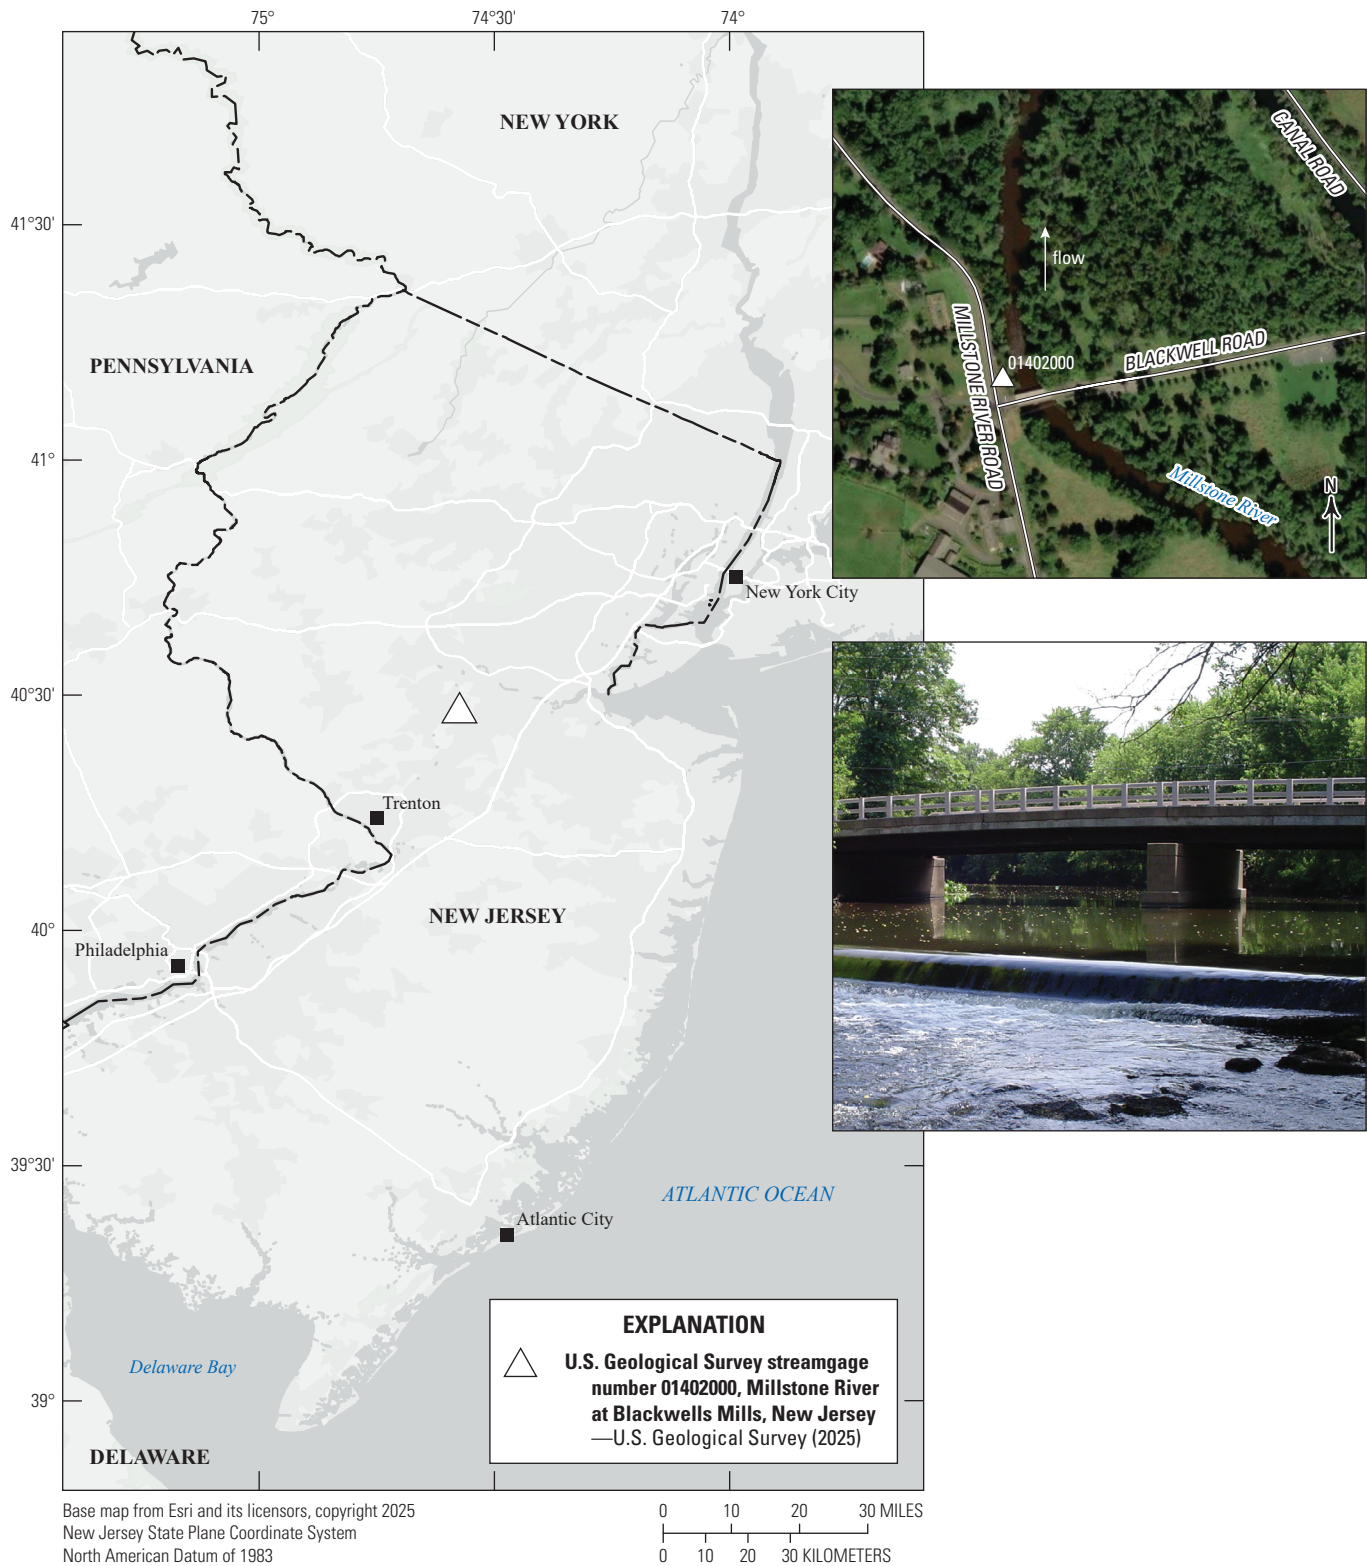 75°
74°30'
74°
NEW YORK
41°30'
PENNSYLVANIA
41°
New York City
40°30'
Trenton
NEW JERSEY
40°
Philadelphia
39°30'
ATLANTIC OCEAN
Atlantic City
Delaware Bay
39°
DELAWARE
EXPLANATION
U.S. Geological Survey streamgage
number 01402000, Millstone River
at Blackwells Mills, New Jersey
—U.S. Geological Survey (2025)
CANAL ROAD
flow
MILLSTONE RIVER ROAD
BLACKWELL ROAD
01402000
Millstone River
N
Base map from Esri and its licensors, copyright 2025
New Jersey State Plane Coordinate System
North American Datum of 1983
0 10 20 30 MILES
0 10 20 30 KILOMETERS